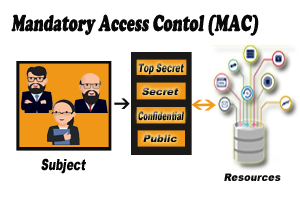 Mandatory Access Contol (MAC)
Top Secret
Secret
Confidential
Public
Subject
Resources